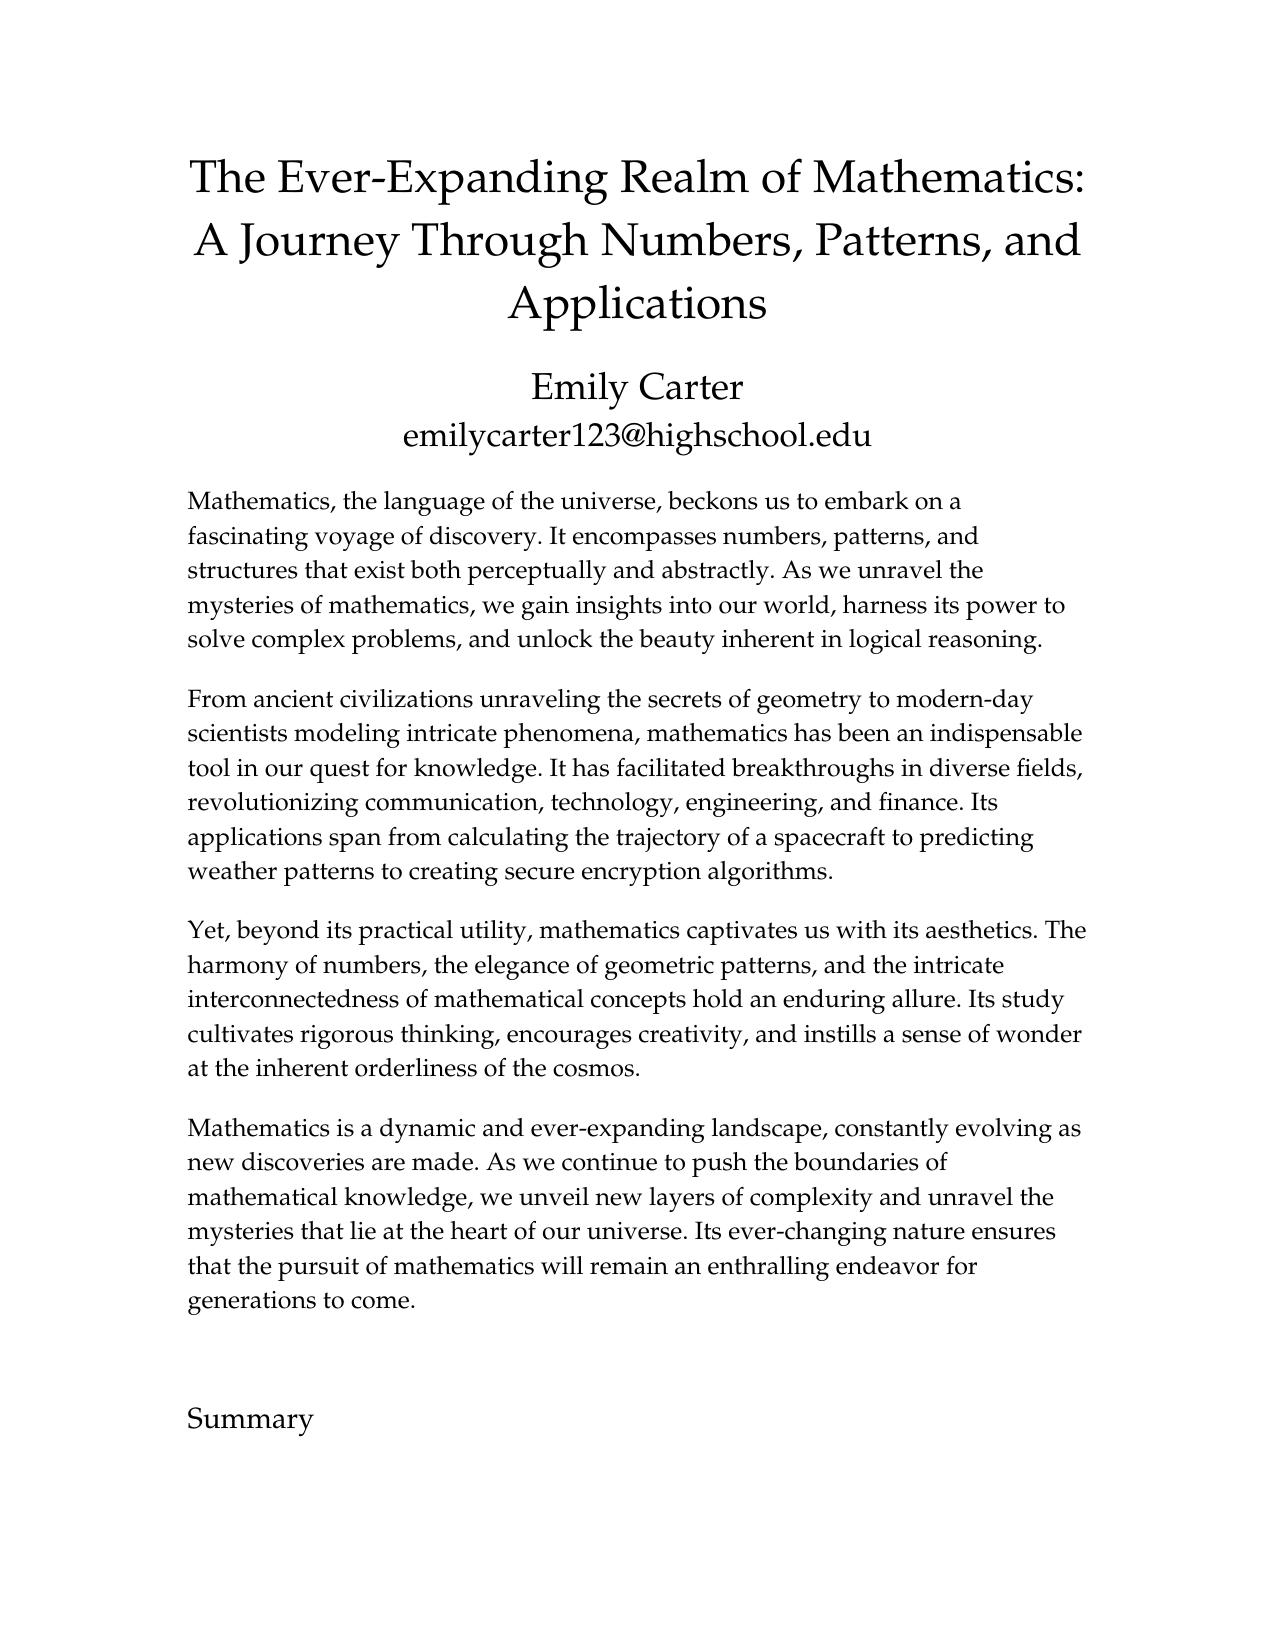 The Ever-Expanding Realm of Mathematics:
A Journey Through Numbers, Patterns, and
Applications
Emily Carter
emilycarter123@highschool.edu
Mathematics, the language of the universe, beckons us to embark on a
fascinating voyage of discovery. It encompasses numbers, patterns, and
structures that exist both perceptually and abstractly. As we unravel the
mysteries of mathematics, we gain insights into our world, harness its power to
solve complex problems, and unlock the beauty inherent in logical reasoning.
From ancient civilizations unraveling the secrets of geometry to modern-day
scientists modeling intricate phenomena, mathematics has been an indispensable
tool in our quest for knowledge. It has facilitated breakthroughs in diverse fields,
revolutionizing communication, technology, engineering, and finance. Its
applications span from calculating the trajectory of a spacecraft to predicting
weather patterns to creating secure encryption algorithms.
Yet, beyond its practical utility, mathematics captivates us with its aesthetics. The
harmony of numbers, the elegance of geometric patterns, and the intricate
interconnectedness of mathematical concepts hold an enduring allure. Its study
cultivates rigorous thinking, encourages creativity, and instills a sense of wonder
at the inherent orderliness of the cosmos.
Mathematics is a dynamic and ever-expanding landscape, constantly evolving as
new discoveries are made. As we continue to push the boundaries of
mathematical knowledge, we unveil new layers of complexity and unravel the
mysteries that lie at the heart of our universe. Its ever-changing nature ensures
that the pursuit of mathematics will remain an enthralling endeavor for
generations to come.
Summary